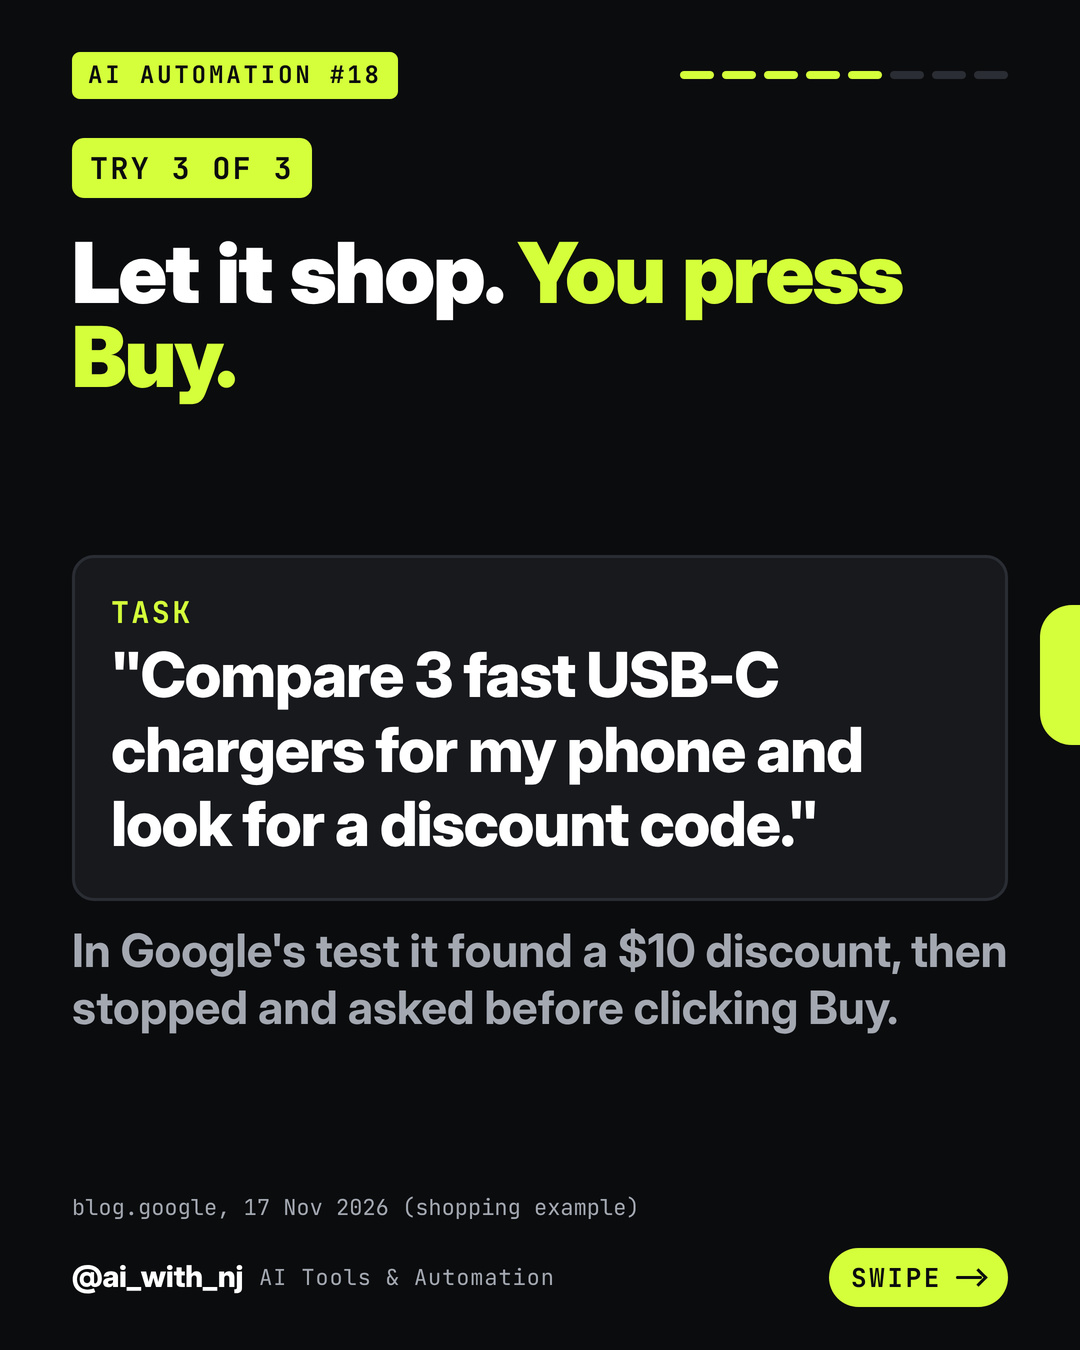 AI AUTOMATION #18
TRY 3 OF 3
Let it shop. You press
Buy.
TASK
"Compare 3 fast USB-C
chargers for my phone and
look for a discount code."
In Google's test it found a $10 discount, then
stopped and asked before clicking Buy.
blog.google, 17 Nov 2026 (shopping example)
@ai_with_nj AI Tools & Automation
SWIPE →